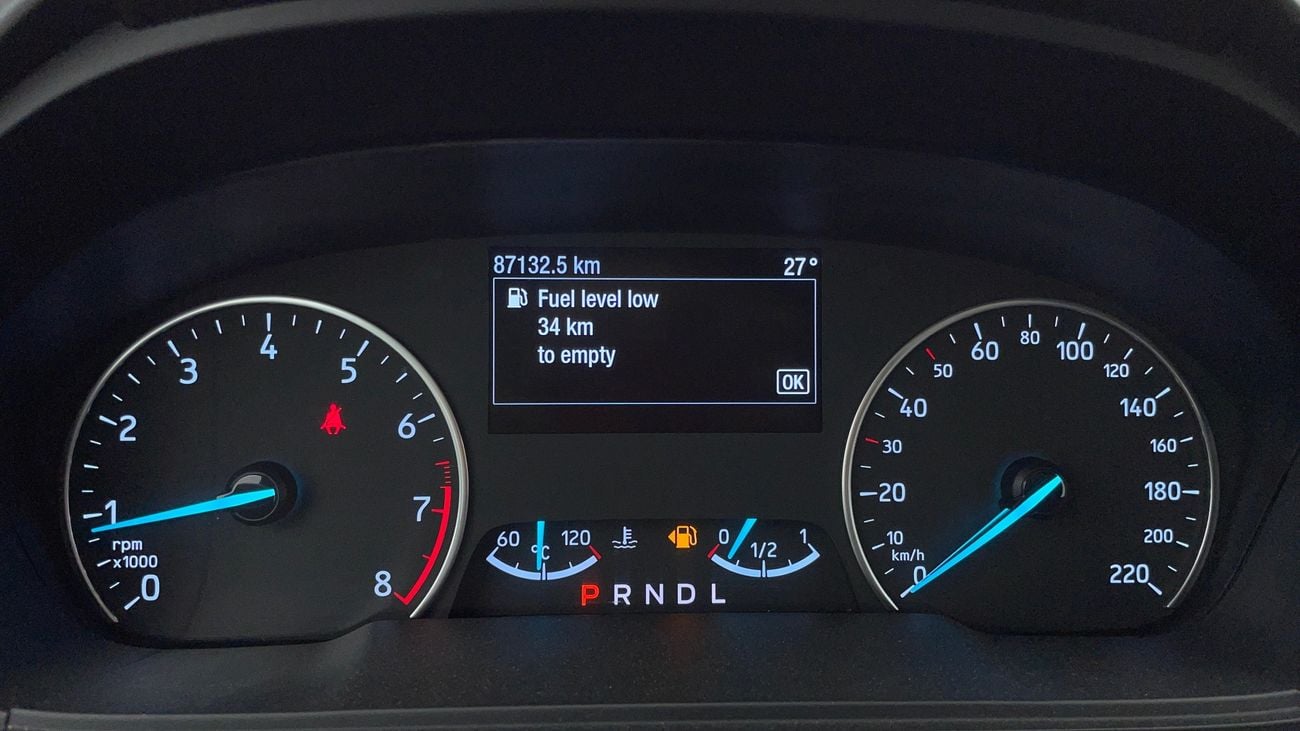 87132.5 km 27°
Fuel level low
34 km
to empty
OK
0
1
2
3
4
5
6
7
8
rpm
x1000
60 °C 120
0 1/2 1
P R N D L
0
10
20
30
40
50
60
80
100
120
140
160
180
200
220
km/h